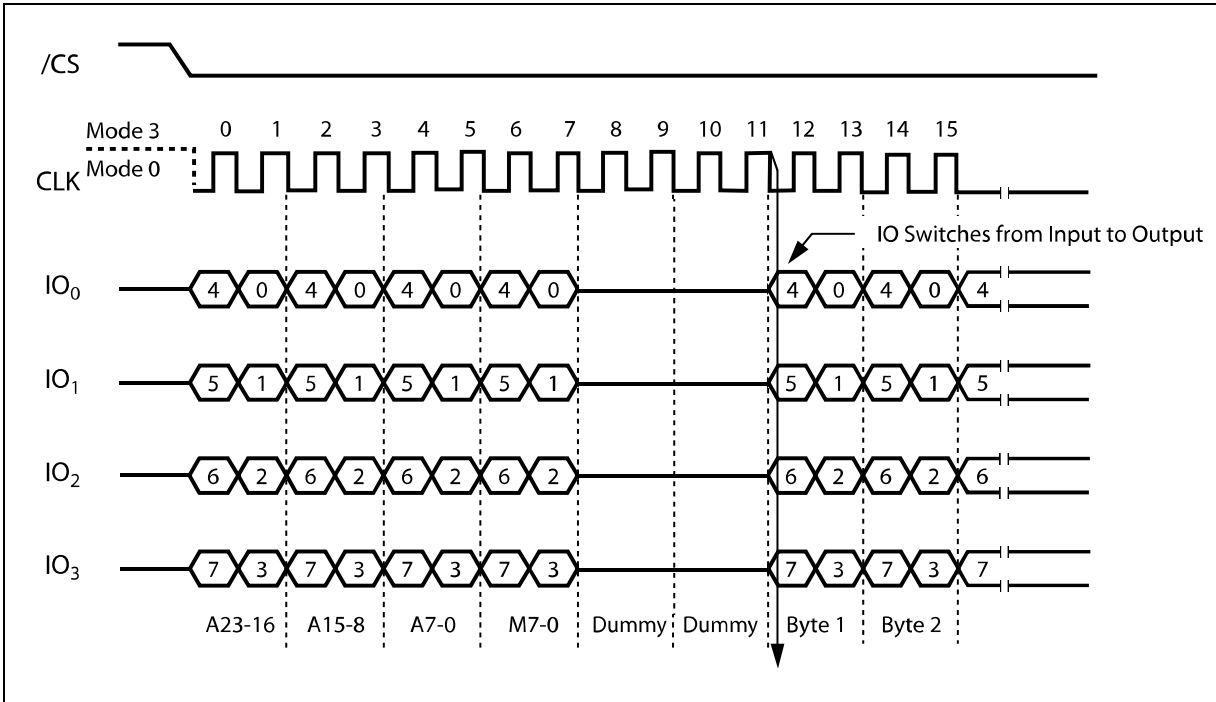 /CS
Mode 3 0 1 2 3 4 5 6 7 8 9 10 11 12 13 14 15
CLK Mode 0
IO Switches from Input to Output
IO₀ 4 0 4 0 4 0 4 0 4 0 4 0 4
IO₁ 5 1 5 1 5 1 5 1 5 1 5 1 5
IO₂ 6 2 6 2 6 2 6 2 6 2 6 2 6
IO₃ 7 3 7 3 7 3 7 3 7 3 7 3 7
A23-16 A15-8 A7-0 M7-0 Dummy Dummy Byte 1 Byte 2